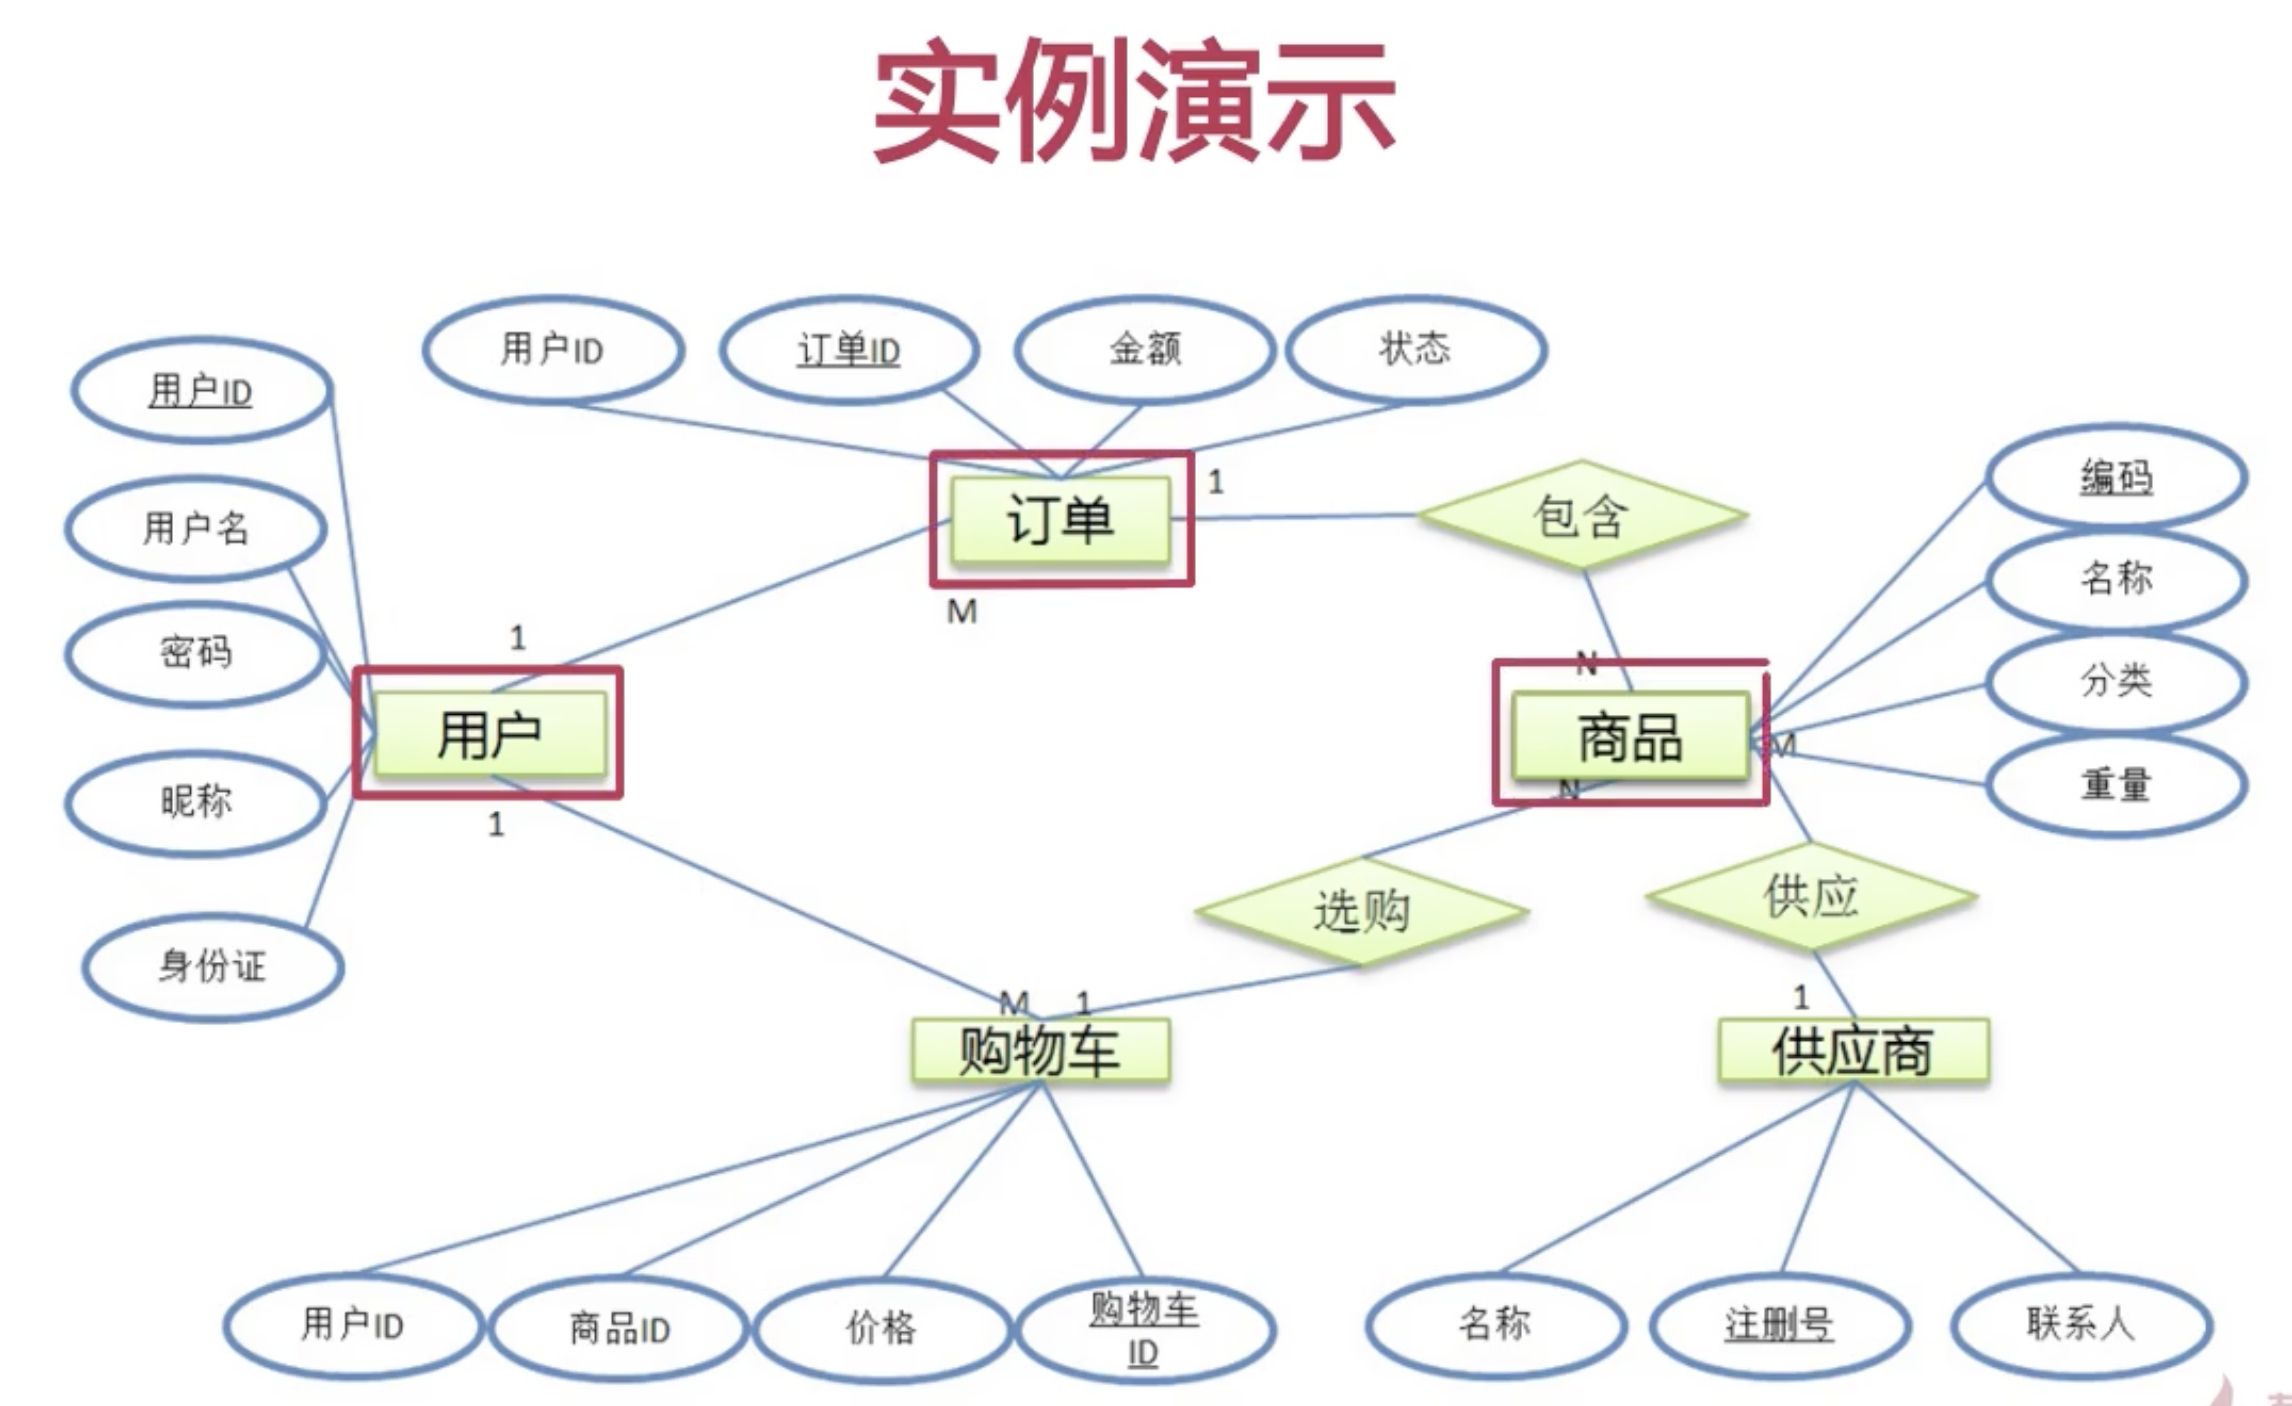 实例演示
用户ID
订单ID
金额
状态
用户ID
用户名
密码
昵称
身份证
订单
1
包含
M
1
用户
1
N
商品
N
M
编码
名称
分类
重量
选购
供应
M
1
购物车
1
供应商
用户ID
商品ID
价格
购物车
ID
名称
注删号
联系人